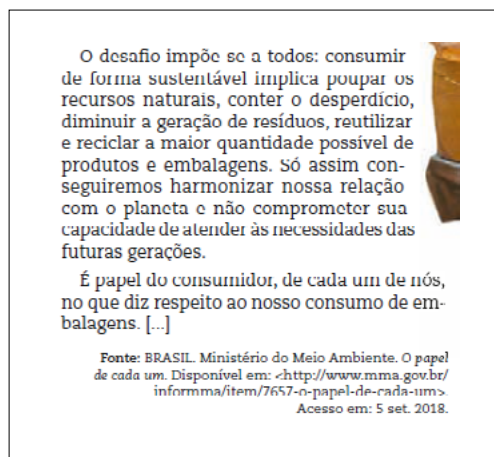 O desafio impõe se a todos: consumir
de forma sustentável implica poupar os
recursos naturais, conter o desperdício,
diminuir a geração de resíduos, reutilizar
e reciclar a maior quantidade possível de
produtos e embalagens. Só assim con-
seguiremos harmonizar nossa relação
com o planeta e não comprometer sua
capacidade de atender às necessidades das
futuras gerações.
É papel do consumidor, de cada um de nós,
no que diz respeito ao nosso consumo de em-
balagens. [...]
Fonte: BRASIL. Ministério do Meio Ambiente. O papel
de cada um. Disponível em: <http://www.mma.gov.br/
informma/item/7657-o-papel-de-cada-um>.
Acesso em: 5 set. 2018.